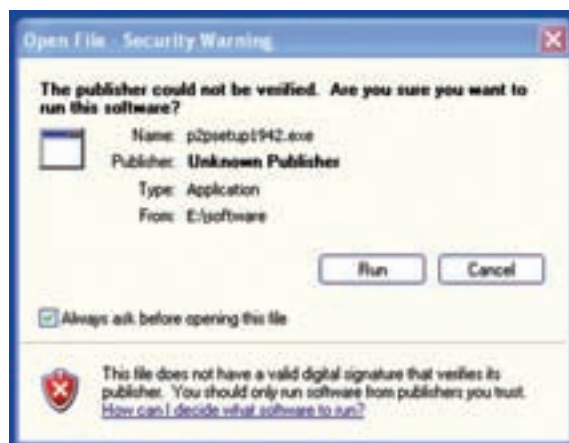 Open File - Security Warning
The publisher could not be verified. Are you sure you want to
run this software?
Name: p2psetup1942.exe
Publisher: Unknown Publisher
Type: Application
From: E:\software
Run
Cancel
Always ask before opening this file
This file does not have a valid digital signature that verifies its
publisher. You should only run software from publishers you trust.
How can I decide what software to run?